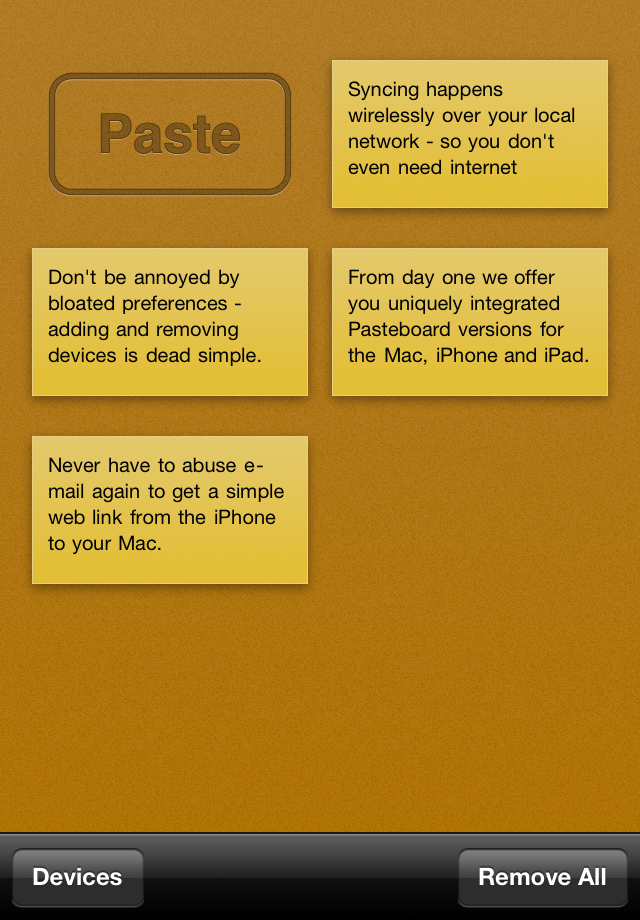 Paste
Syncing happens
wirelessly over your local
network - so you don't
even need internet
Don't be annoyed by
bloated preferences -
adding and removing
devices is dead simple.
From day one we offer
you uniquely integrated
Pasteboard versions for
the Mac, iPhone and iPad.
Never have to abuse e-
mail again to get a simple
web link from the iPhone
to your Mac.
Devices
Remove All